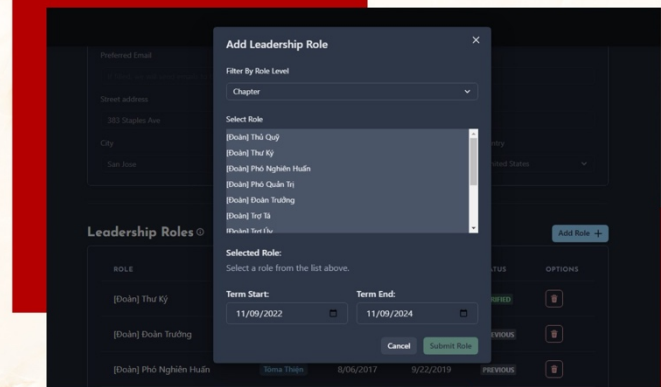 Add Leadership Role
Preferred Email
Filter By Role Level
Chapter
Street address
383 Staples Ave
Select Role
City
San Jose
United States
[Đoàn] Thủ Quỹ
[Đoàn] Thư Ký
[Đoàn] Phó Nghiên Huấn
[Đoàn] Phó Quản Trị
[Đoàn] Đoàn Trưởng
[Đoàn] Trợ Tá
[Đoàn] Trợ Úy
Leadership Roles
Add Role +
Selected Role:
Select a role from the list above.
ROLE
OPTIONS
Term Start:
Term End:
11/09/2022
11/09/2024
[Đoàn] Thư Ký
[Đoàn] Đoàn Trưởng
Cancel
Submit Role
[Đoàn] Phó Nghiên Huấn
Tôma Thiện
8/06/2017
9/22/2019
PREVIOUS